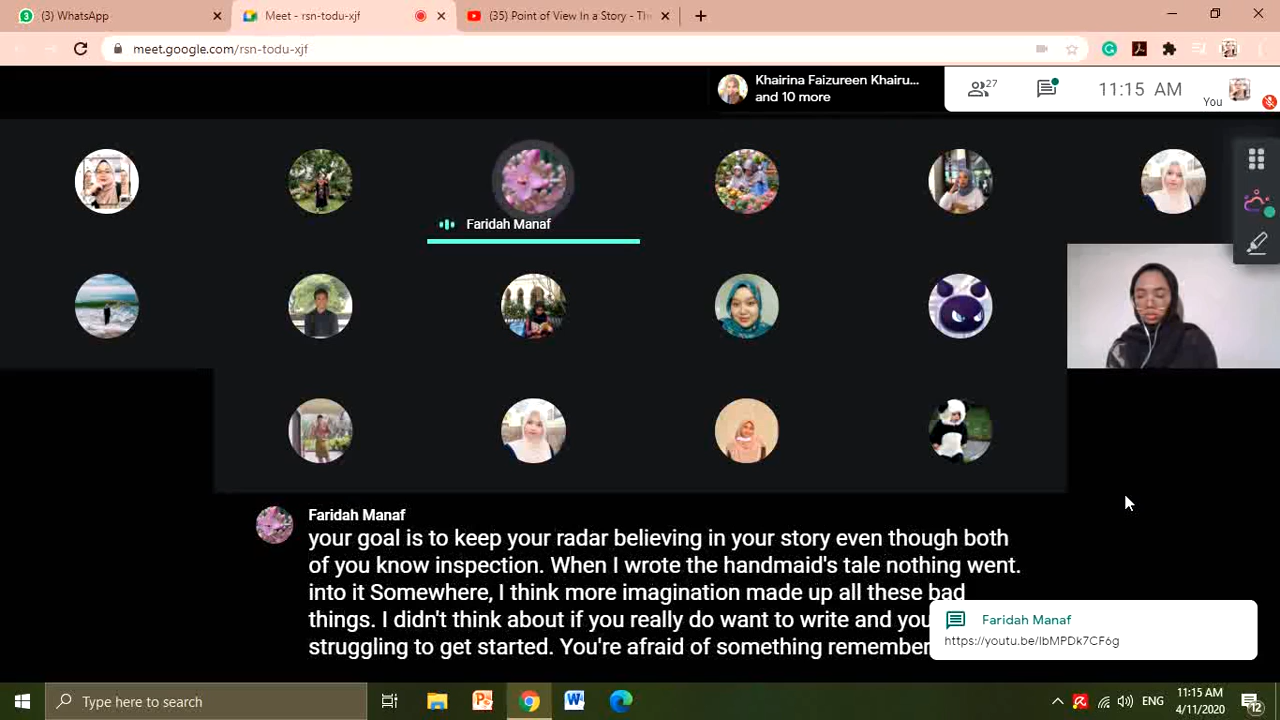 (3) WhatsApp
Meet - rsn-todu-xjf
(35) Point of View In a Story - The
meet.google.com/rsn-todu-xjf
Khairina Faizureen Khairu...
and 10 more
27
11:15 AM
You
Faridah Manaf
Faridah Manaf
your goal is to keep your radar believing in your story even though both
of you know inspection. When I wrote the handmaid's tale nothing went.
into it Somewhere, I think more imagination made up all these bad
things. I didn't think about if you really do want to write and you
struggling to get started. You're afraid of something remember
Faridah Manaf
https://youtu.be/IbMPDk7CF6g
Type here to search
ENG
11:15 AM
4/11/2020
12